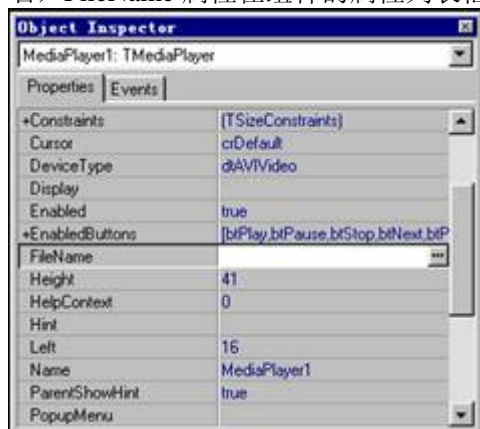 Object Inspector
MediaPlayer1: TMediaPlayer
Properties Events
+Constraints (TSizeConstraints)
Cursor crDefault
DeviceType dtAVIVideo
Display
Enabled true
+EnabledButtons [btPlay,btPause,btStop,btNext,btP
FileName
Height 41
HelpContext 0
Hint
Left 16
Name MediaPlayer1
ParentShowHint true
PopupMenu